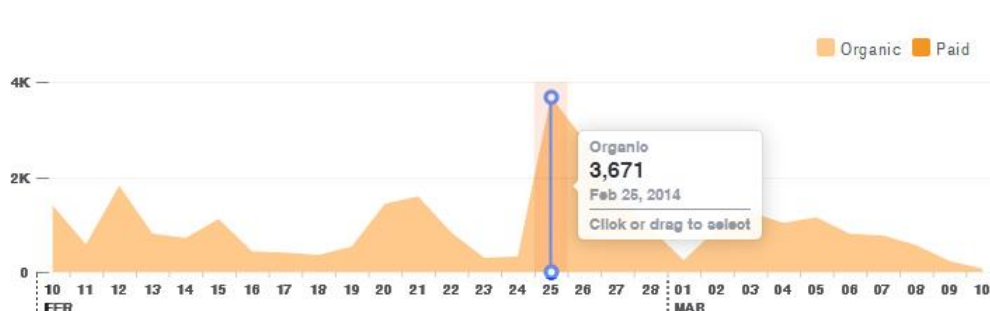 Organic Paid
4K
2K
Organic
3,671
Feb 25, 2014
Click or drag to select
0
10 11 12 13 14 15 16 17 18 19 20 21 22 23 24 25 26 27 28 01 02 03 04 05 06 07 08 09 10
FEB MAR